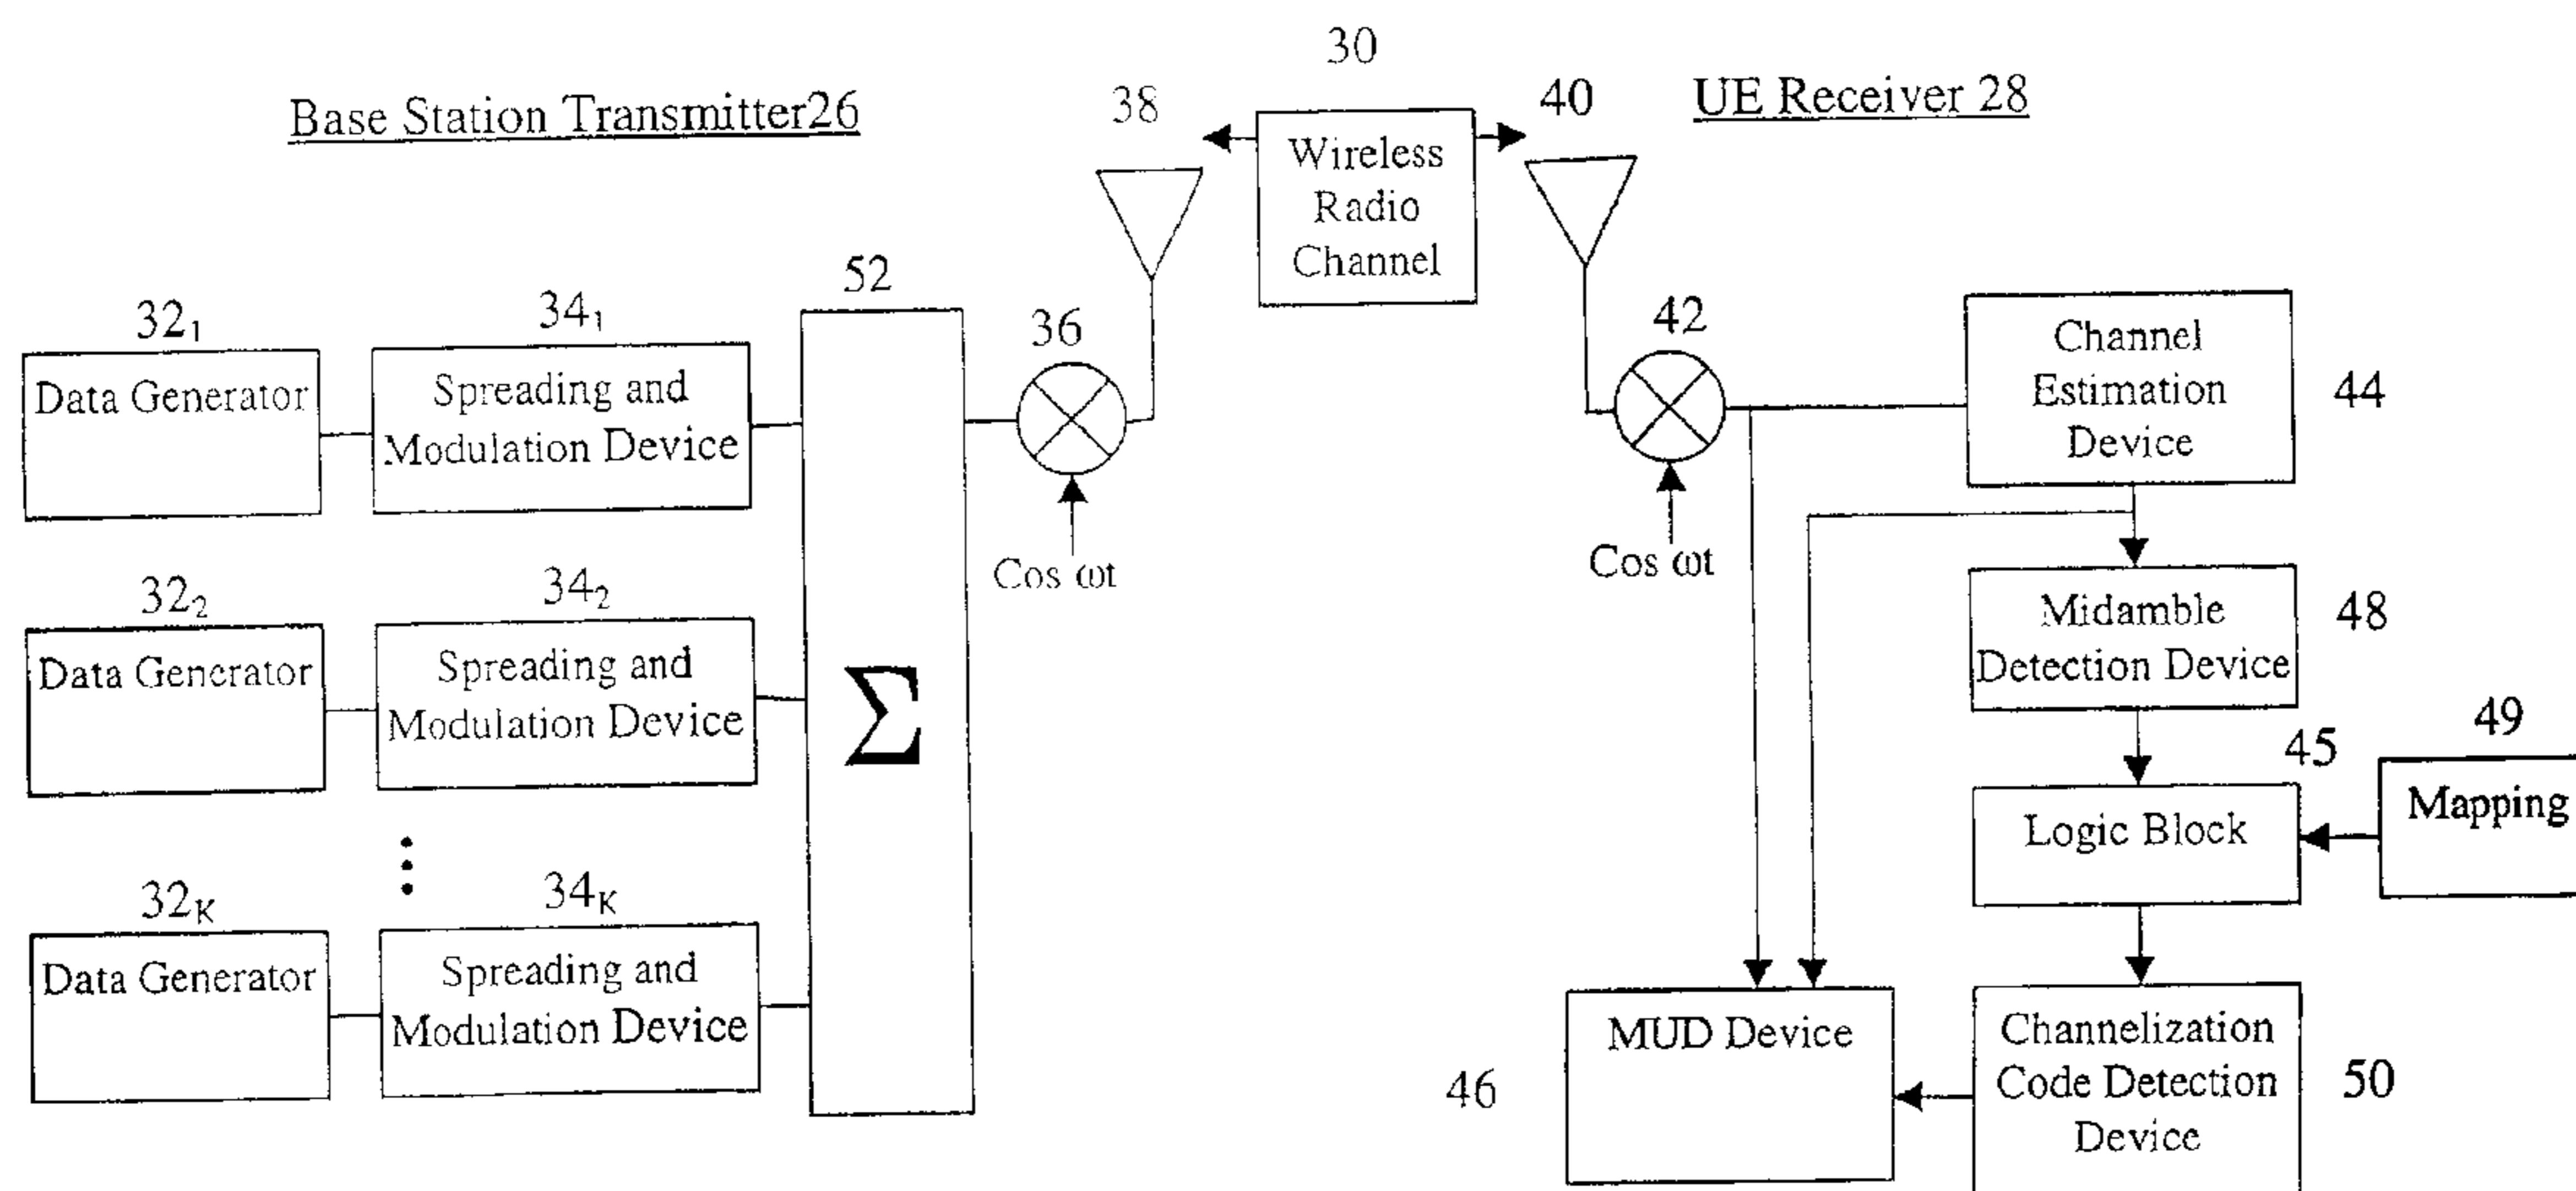 Base Station Transmitter26
30
38
40
UE Receiver 28
Wireless
Radio
Channel
32₁
Data Generator
34₁
Spreading and
Modulation Device
52
Σ
36
Cos ωt
42
Cos ωt
Channel
Estimation
Device
44
32₂
Data Generator
34₂
Spreading and
Modulation Device
Midamble
Detection Device
48
45
49
Logic Block
Mapping
32K
Data Generator
34K
Spreading and
Modulation Device
MUD Device
46
Channelization
Code Detection
Device
50